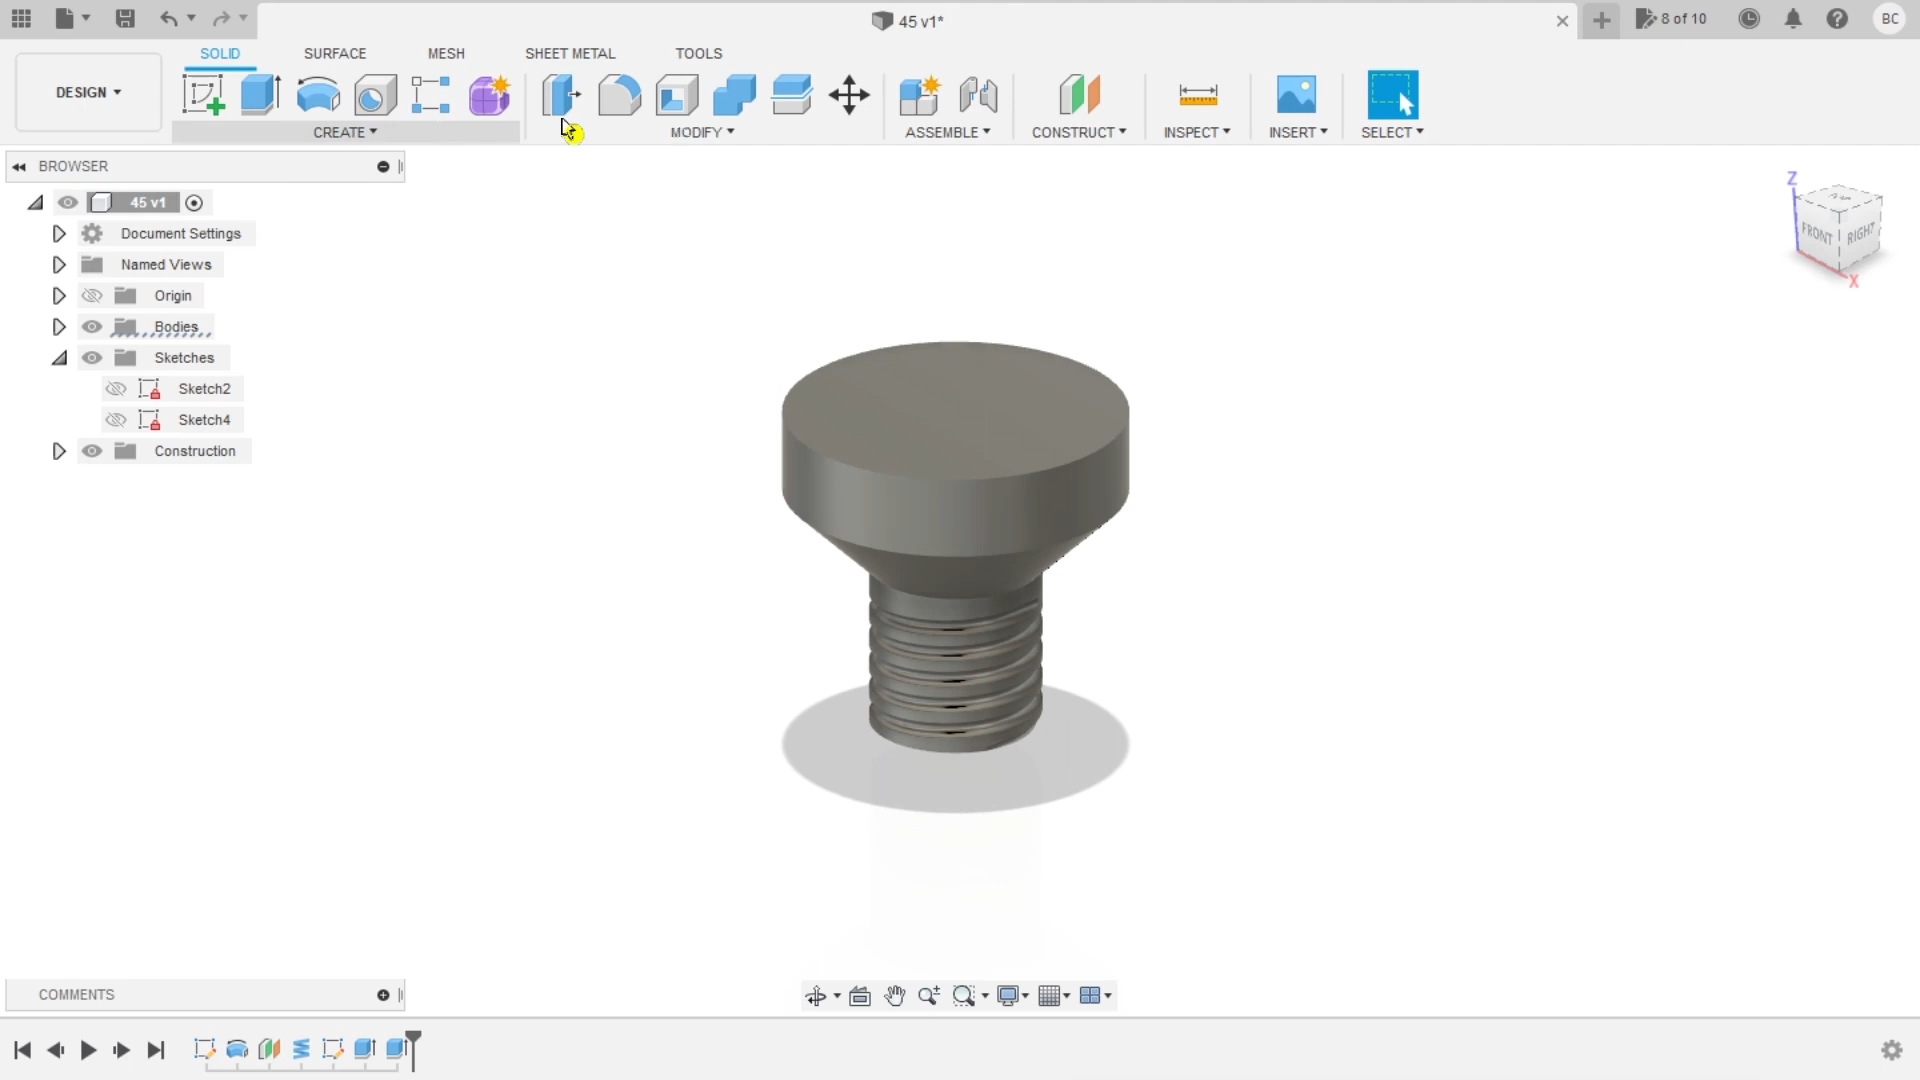 45 v1*
8 of 10
BC
DESIGN
SOLID
SURFACE
MESH
SHEET METAL
TOOLS
CREATE
MODIFY
ASSEMBLE
CONSTRUCT
INSPECT
INSERT
SELECT
BROWSER
45 v1
Document Settings
Named Views
Origin
Bodies
Sketches
Sketch2
Sketch4
Construction
Z
FRONT
RIGHT
X
COMMENTS